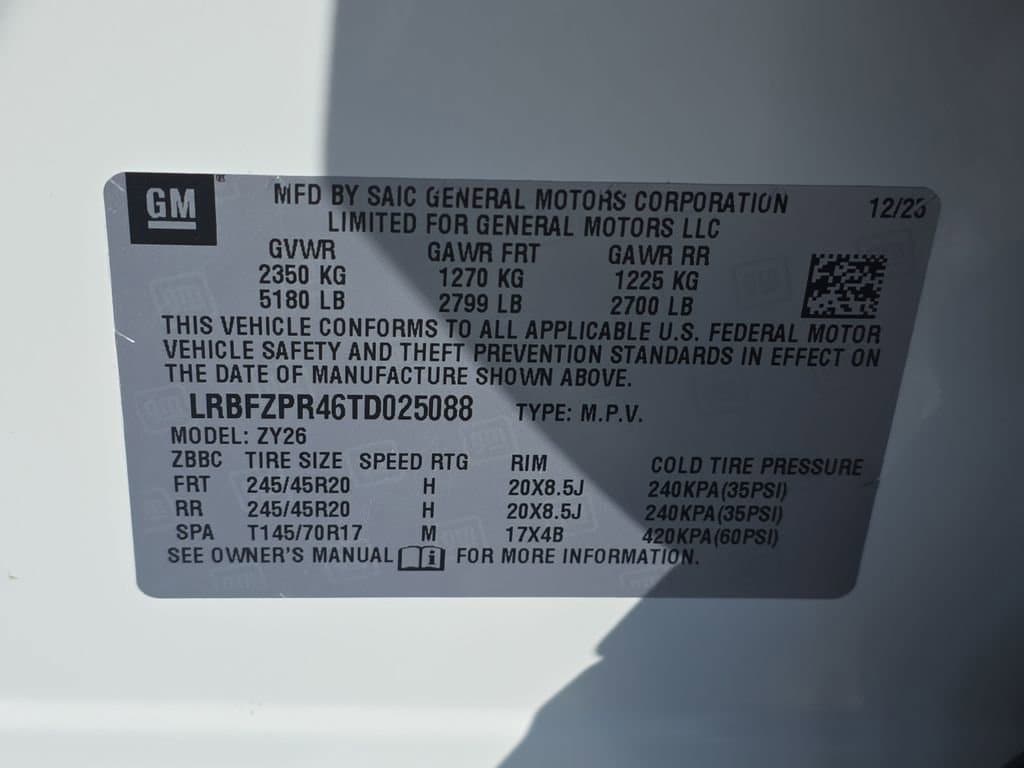 GM
MFD BY SAIC GENERAL MOTORS CORPORATION
LIMITED FOR GENERAL MOTORS LLC
12/23
GVWR GAWR FRT GAWR RR
2350 KG 1270 KG 1225 KG
5180 LB 2799 LB 2700 LB
THIS VEHICLE CONFORMS TO ALL APPLICABLE U.S. FEDERAL MOTOR
VEHICLE SAFETY AND THEFT PREVENTION STANDARDS IN EFFECT ON
THE DATE OF MANUFACTURE SHOWN ABOVE.
LRBFZPR46TD025088 TYPE: M.P.V.
MODEL: ZY26
ZBBC TIRE SIZE SPEED RTG RIM COLD TIRE PRESSURE
FRT 245/45R20 H 20X8.5J 240KPA(35PSI)
RR 245/45R20 H 20X8.5J 240KPA(35PSI)
SPA T145/70R17 M 17X4B 420KPA(60PSI)
SEE OWNER'S MANUAL FOR MORE INFORMATION.